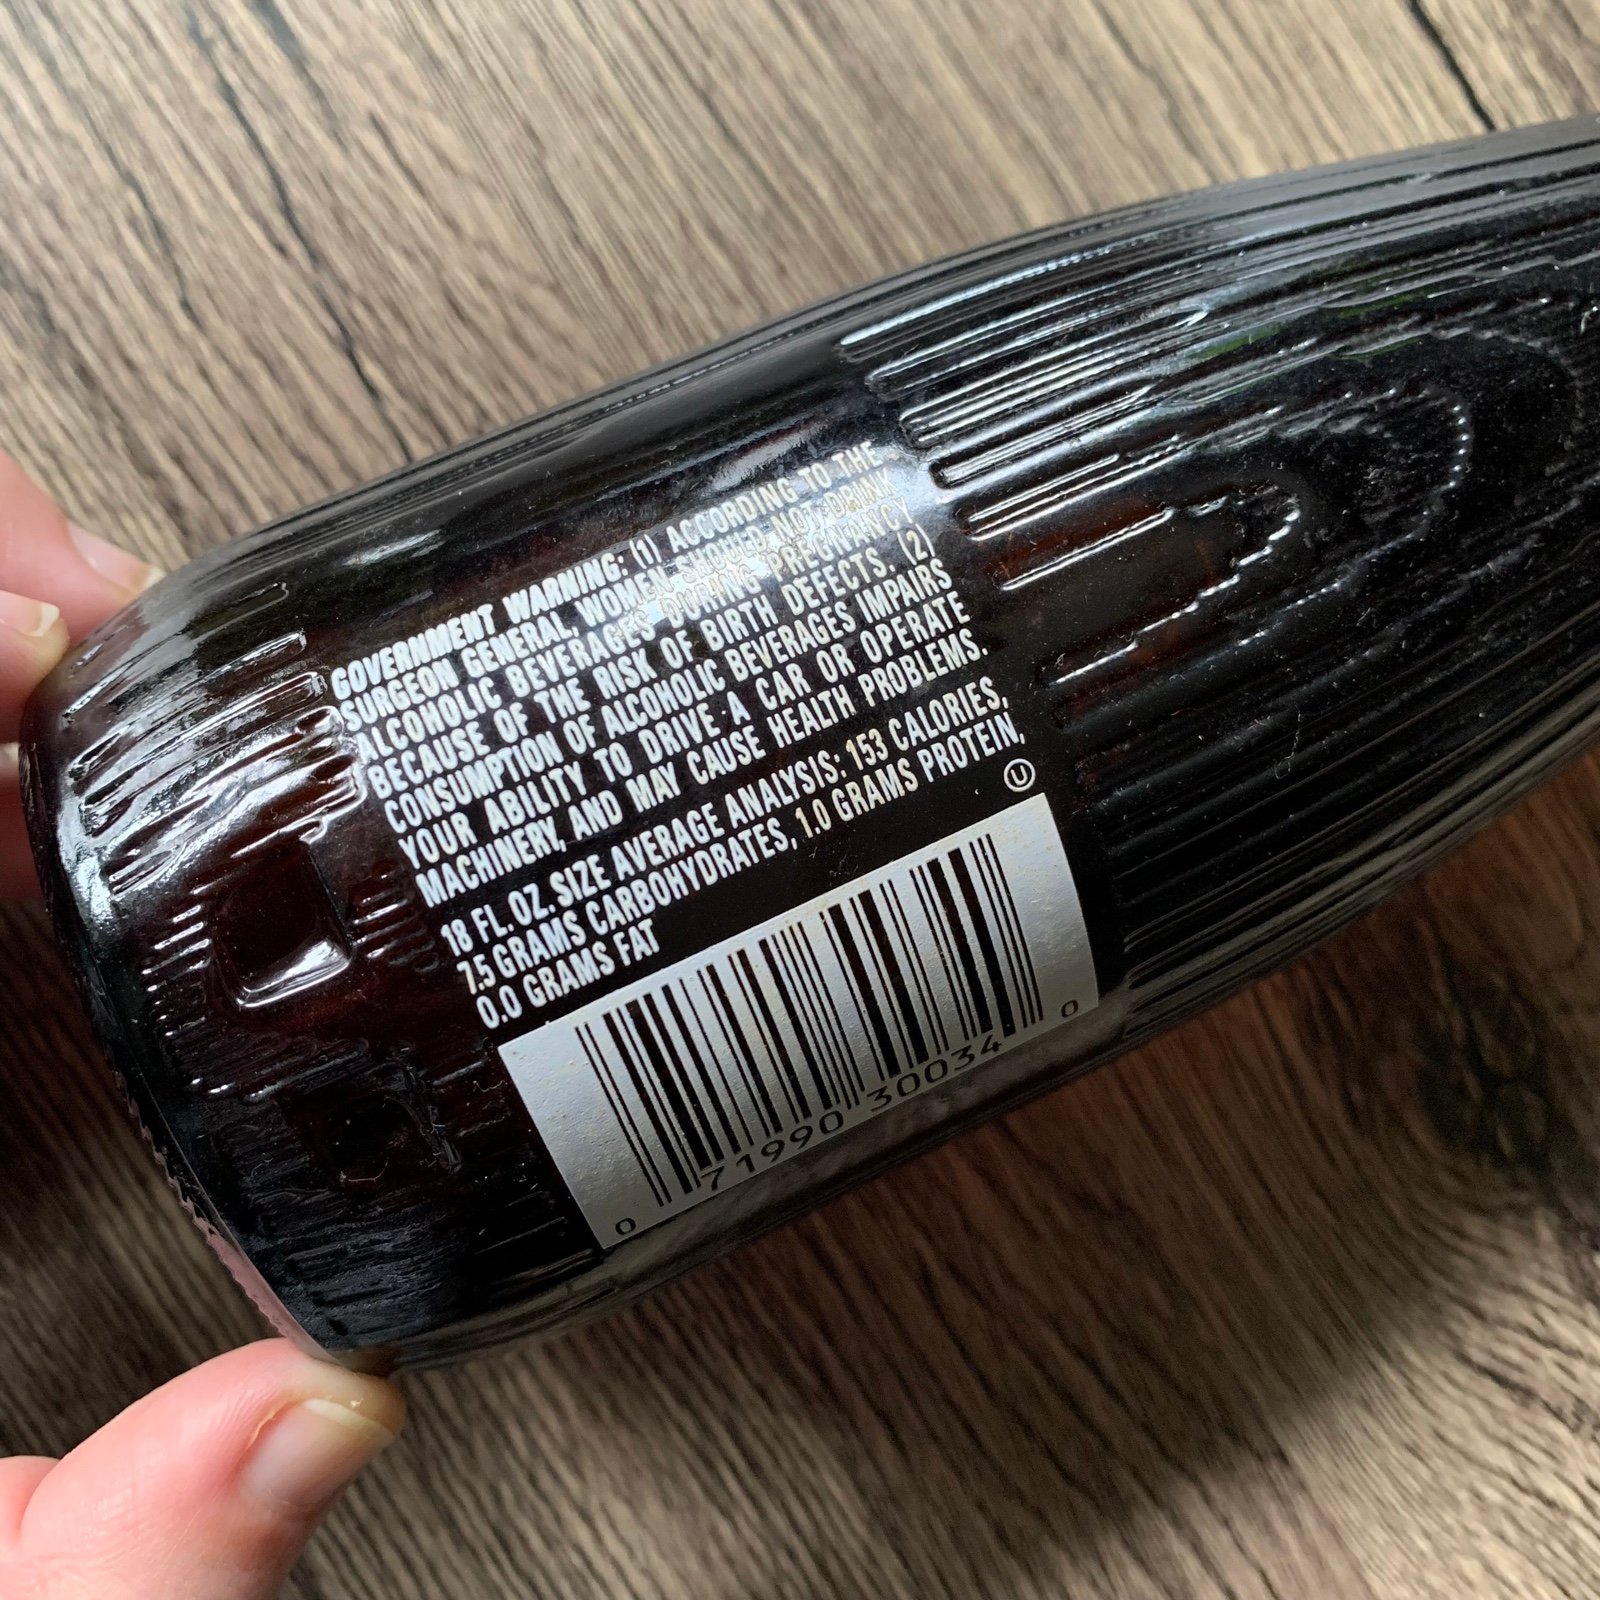 GOVERNMENT WARNING: (1) ACCORDING TO THE
SURGEON GENERAL, WOMEN SHOULD NOT DRINK
ALCOHOLIC BEVERAGES DURING PREGNANCY
BECAUSE OF THE RISK OF BIRTH DEFECTS. (2)
CONSUMPTION OF ALCOHOLIC BEVERAGES IMPAIRS
YOUR ABILITY TO DRIVE A CAR OR OPERATE
MACHINERY, AND MAY CAUSE HEALTH PROBLEMS.
18 FL. OZ. SIZE AVERAGE ANALYSIS: 153 CALORIES,
7.5 GRAMS CARBOHYDRATES, 1.0 GRAMS PROTEIN,
0.0 GRAMS FAT
U
0 71990 30034 0